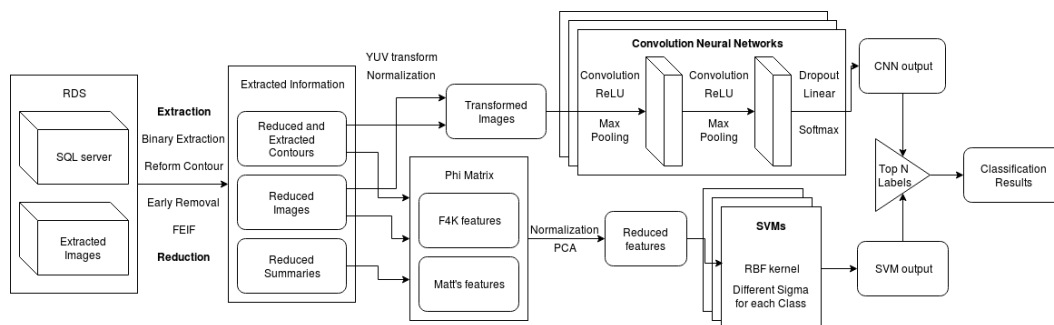 RDS
SQL server
Extracted
Images
Extraction
Binary Extraction
Reform Contour
Early Removal
FEIF
Reduction
Extracted Information
Reduced and
Extracted
Contours
Reduced
Images
Reduced
Summaries
YUV transform
Normalization
Transformed
Images
Phi Matrix
F4K features
Matt's features
Normalization
PCA
Reduced
features
Convolution Neural Networks
Convolution
ReLU
Max
Pooling
Convolution
ReLU
Max
Pooling
Dropout
Linear
Softmax
SVMs
RBF kernel
Different Sigma
for each Class
CNN output
Top N
Labels
SVM output
Classification
Results